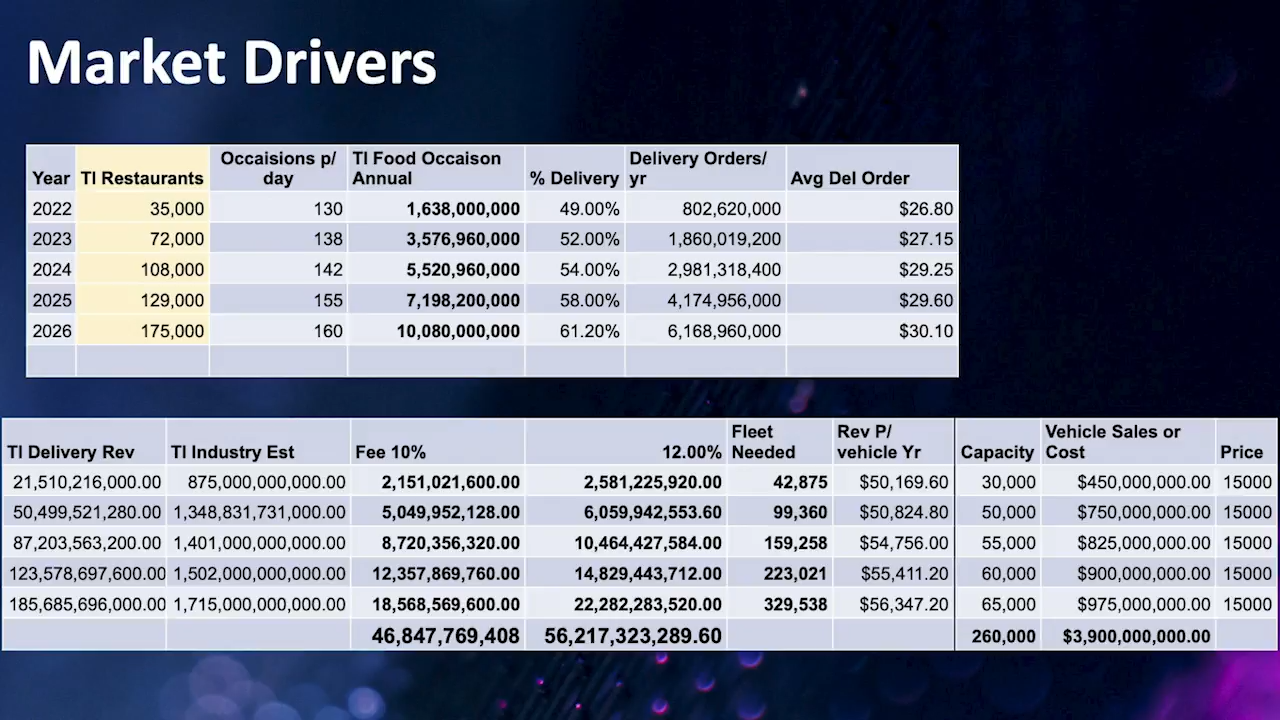 Market Drivers
Year TI Restaurants Occaisions p/ day TI Food Occaison Annual % Delivery Delivery Orders/ yr Avg Del Order
2022 35,000 130 1,638,000,000 49.00% 802,620,000 $26.80
2023 72,000 138 3,576,960,000 52.00% 1,860,019,200 $27.15
2024 108,000 142 5,520,960,000 54.00% 2,981,318,400 $29.25
2025 129,000 155 7,198,200,000 58.00% 4,174,956,000 $29.60
2026 175,000 160 10,080,000,000 61.20% 6,168,960,000 $30.10
TI Delivery Rev TI Industry Est Fee 10% 12.00% Fleet Needed Rev P/ vehicle Yr Capacity Vehicle Sales or Cost Price
21,510,216,000.00 875,000,000,000.00 2,151,021,600.00 2,581,225,920.00 42,875 $50,169.60 30,000 $450,000,000.00 15000
50,499,521,280.00 1,348,831,731,000.00 5,049,952,128.00 6,059,942,553.60 99,360 $50,824.80 50,000 $750,000,000.00 15000
87,203,563,200.00 1,401,000,000,000.00 8,720,356,320.00 10,464,427,584.00 159,258 $54,756.00 55,000 $825,000,000.00 15000
123,578,697,600.00 1,502,000,000,000.00 12,357,869,760.00 14,829,443,712.00 223,021 $55,411.20 60,000 $900,000,000.00 15000
185,685,696,000.00 1,715,000,000,000.00 18,568,569,600.00 22,282,283,520.00 329,538 $56,347.20 65,000 $975,000,000.00 15000
46,847,769,408 56,217,323,289.60 260,000 $3,900,000,000.00